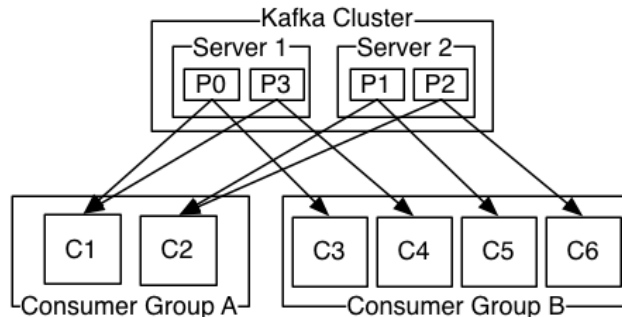 Kafka Cluster
Server 1 Server 2
P0 P3 P1 P2
C1 C2 C3 C4 C5 C6
Consumer Group A Consumer Group B